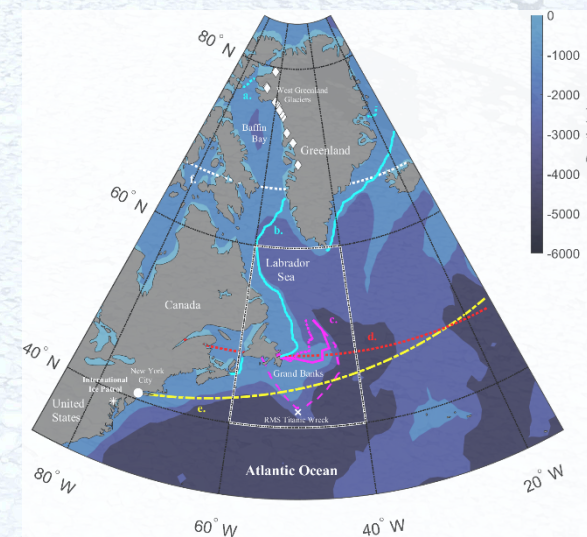 80° N
60° N
40° N
80° W
60° W
40° W
20° W
0
-1000
-2000
-3000
-4000
-5000
-6000
a.
West Greenland
Glaciers
Baffin
Bay
Greenland
f.
b.
Labrador
Sea
Canada
c.
d.
Grand Banks
International
Ice Patrol
New York
City
United
States
e.
RMS Titanic Wreck
Atlantic Ocean